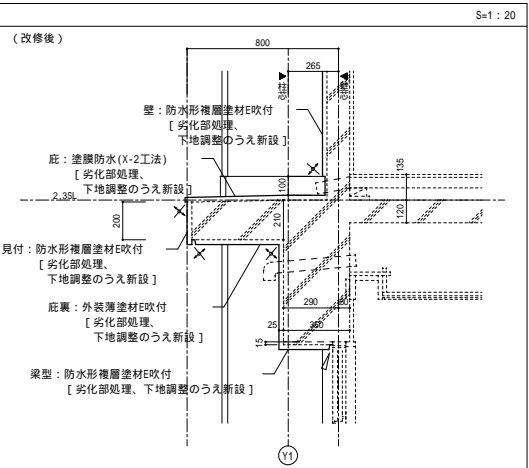 S=1：20
(改修後)
800
265
柱芯
壁芯
壁：防水形複層塗材E吹付
[ 劣化部処理、
下地調整のうえ新設 ]
庇：塗膜防水(X-2工法)
[ 劣化部処理、
下地調整のうえ新設 ]
100
135
2,3SL
200
210
120
見付：防水形複層塗材E吹付
[ 劣化部処理、
下地調整のうえ新設 ]
庇裏：外装薄塗材E吹付
[ 劣化部処理、
下地調整のうえ新設 ]
290
25
15
梁型：防水形複層塗材E吹付
[ 劣化部処理、下地調整のうえ新設 ]
Y1